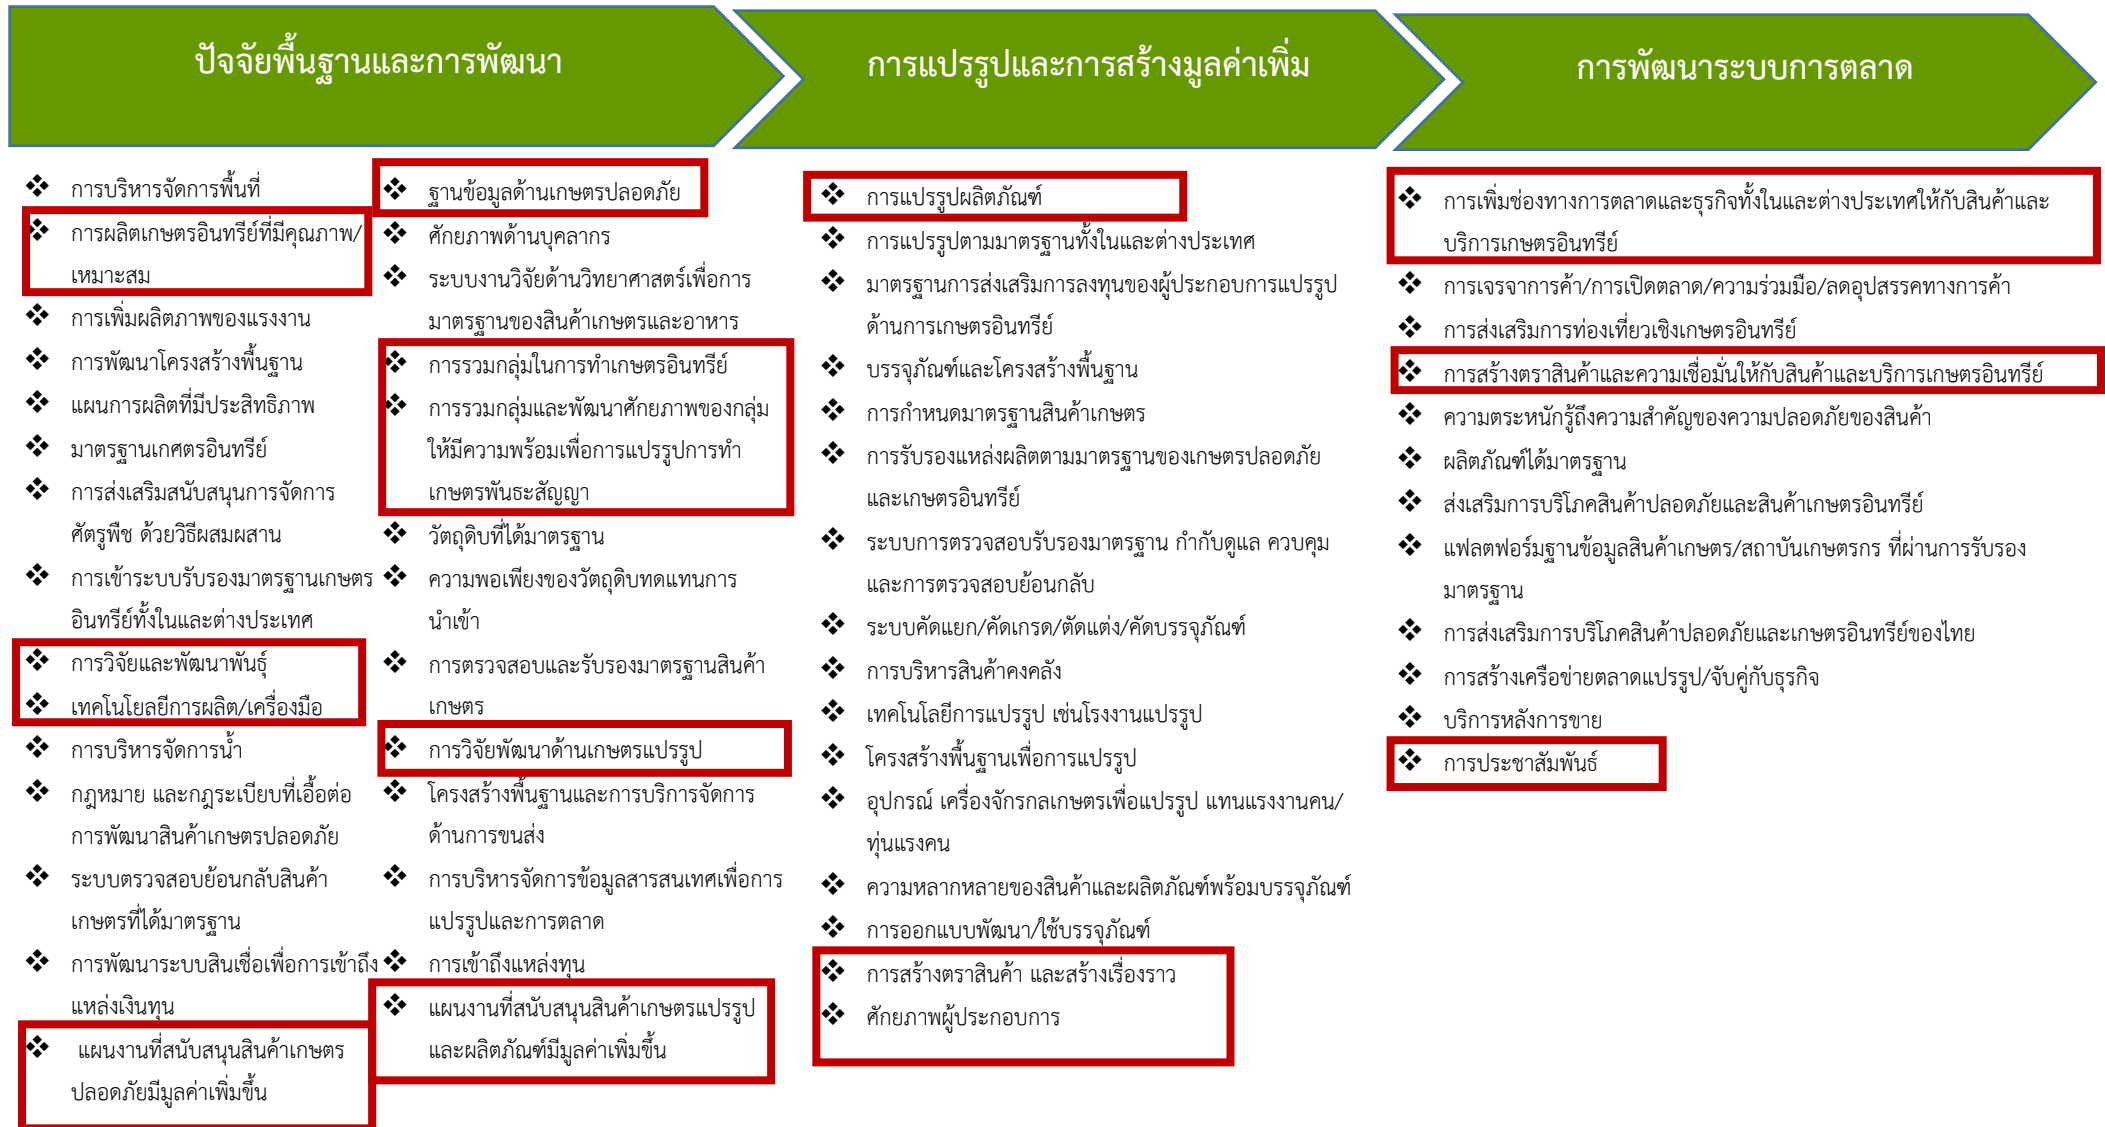 ปัจจัยพื้นฐานและการพัฒนา
การแปรรูปและการสร้างมูลค่าเพิ่ม
การพัฒนาระบบการตลาด
❖ การบริหารจัดการพื้นที่
❖ การผลิตเกษตรอินทรีย์ที่มีคุณภาพ/
เหมาะสม
❖ การเพิ่มผลิตภาพของแรงงาน
❖ การพัฒนาโครงสร้างพื้นฐาน
❖ แผนการผลิตที่มีประสิทธิภาพ
❖ มาตรฐานเกศตรอินทรีย์
❖ การส่งเสริมสนับสนุนการจัดการ
ศัตรูพืช ด้วยวิธีผสมผสาน
❖ การเข้าระบบรับรองมาตรฐานเกษตร
อินทรีย์ทั้งในและต่างประเทศ
❖ การวิจัยและพัฒนาพันธุ์
❖ เทคโนโยลยีการผลิต/เครื่องมือ
❖ การบริหารจัดการน้ำ
❖ กฎหมาย และกฎระเบียบที่เอื้อต่อ
การพัฒนาสินค้าเกษตรปลอดภัย
❖ ระบบตรวจสอบย้อนกลับสินค้า
เกษตรที่ได้มาตรฐาน
❖ การพัฒนาระบบสินเชื่อเพื่อการเข้าถึง
แหล่งเงินทุน
❖ แผนงานที่สนับสนุนสินค้าเกษตร
ปลอดภัยมีมูลค่าเพิ่มขึ้น
❖ ฐานข้อมูลด้านเกษตรปลอดภัย
❖ ศักยภาพด้านบุคลากร
❖ ระบบงานวิจัยด้านวิทยาศาสตร์เพื่อการ
มาตรฐานของสินค้าเกษตรและอาหาร
❖ การรวมกลุ่มในการทำเกษตรอินทรีย์
❖ การรวมกลุ่มและพัฒนาศักยภาพของกลุ่ม
ให้มีความพร้อมเพื่อการแปรรูปการทำ
เกษตรพันธะสัญญา
❖ วัตถุดิบที่ได้มาตรฐาน
❖ ความพอเพียงของวัตถุดิบทดแทนการ
นำเข้า
❖ การตรวจสอบและรับรองมาตรฐานสินค้า
เกษตร
❖ การวิจัยพัฒนาด้านเกษตรแปรรูป
❖ โครงสร้างพื้นฐานและการบริการจัดการ
ด้านการขนส่ง
❖ การบริหารจัดการข้อมูลสารสนเทศเพื่อการ
แปรรูปและการตลาด
❖ การเข้าถึงแหล่งทุน
❖ แผนงานที่สนับสนุนสินค้าเกษตรแปรรูป
และผลิตภัณฑ์มีมูลค่าเพิ่มขึ้น
❖ การแปรรูปผลิตภัณฑ์
❖ การแปรรูปตามมาตรฐานทั้งในและต่างประเทศ
❖ มาตรฐานการส่งเสริมการลงทุนของผู้ประกอบการแปรรูป
ด้านการเกษตรอินทรีย์
❖ บรรจุภัณฑ์และโครงสร้างพื้นฐาน
❖ การกำหนดมาตรฐานสินค้าเกษตร
❖ การรับรองแหล่งผลิตตามมาตรฐานของเกษตรปลอดภัย
และเกษตรอินทรีย์
❖ ระบบการตรวจสอบรับรองมาตรฐาน กำกับดูแล ควบคุม
และการตรวจสอบย้อนกลับ
❖ ระบบคัดแยก/คัดเกรด/ตัดแต่ง/คัดบรรจุภัณฑ์
❖ การบริหารสินค้าคงคลัง
❖ เทคโนโลยีการแปรรูป เช่นโรงงานแปรรูป
❖ โครงสร้างพื้นฐานเพื่อการแปรรูป
❖ อุปกรณ์ เครื่องจักรกลเกษตรเพื่อแปรรูป แทนแรงงานคน/
ทุ่นแรงคน
❖ ความหลากหลายของสินค้าและผลิตภัณฑ์พร้อมบรรจุภัณฑ์
❖ การออกแบบพัฒนา/ใช้บรรจุภัณฑ์
❖ การสร้างตราสินค้า และสร้างเรื่องราว
❖ ศักยภาพผู้ประกอบการ
❖ การเพิ่มช่องทางการตลาดและธุรกิจทั้งในและต่างประเทศให้กับสินค้าและ
บริการเกษตรอินทรีย์
❖ การเจรจาการค้า/การเปิดตลาด/ความร่วมมือ/ลดอุปสรรคทางการค้า
❖ การส่งเสริมการท่องเที่ยวเชิงเกษตรอินทรีย์
❖ การสร้างตราสินค้าและความเชื่อมั่นให้กับสินค้าและบริการเกษตรอินทรีย์
❖ ความตระหนักรู้ถึงความสำคัญของความปลอดภัยของสินค้า
❖ ผลิตภัณฑ์ได้มาตรฐาน
❖ ส่งเสริมการบริโภคสินค้าปลอดภัยและสินค้าเกษตรอินทรีย์
❖ แฟลตฟอร์มฐานข้อมูลสินค้าเกษตร/สถาบันเกษตรกร ที่ผ่านการรับรอง
มาตรฐาน
❖ การส่งเสริมการบริโภคสินค้าปลอดภัยและเกษตรอินทรีย์ของไทย
❖ การสร้างเครือข่ายตลาดแปรรูป/จับคู่กับธุรกิจ
❖ บริการหลังการขาย
❖ การประชาสัมพันธ์